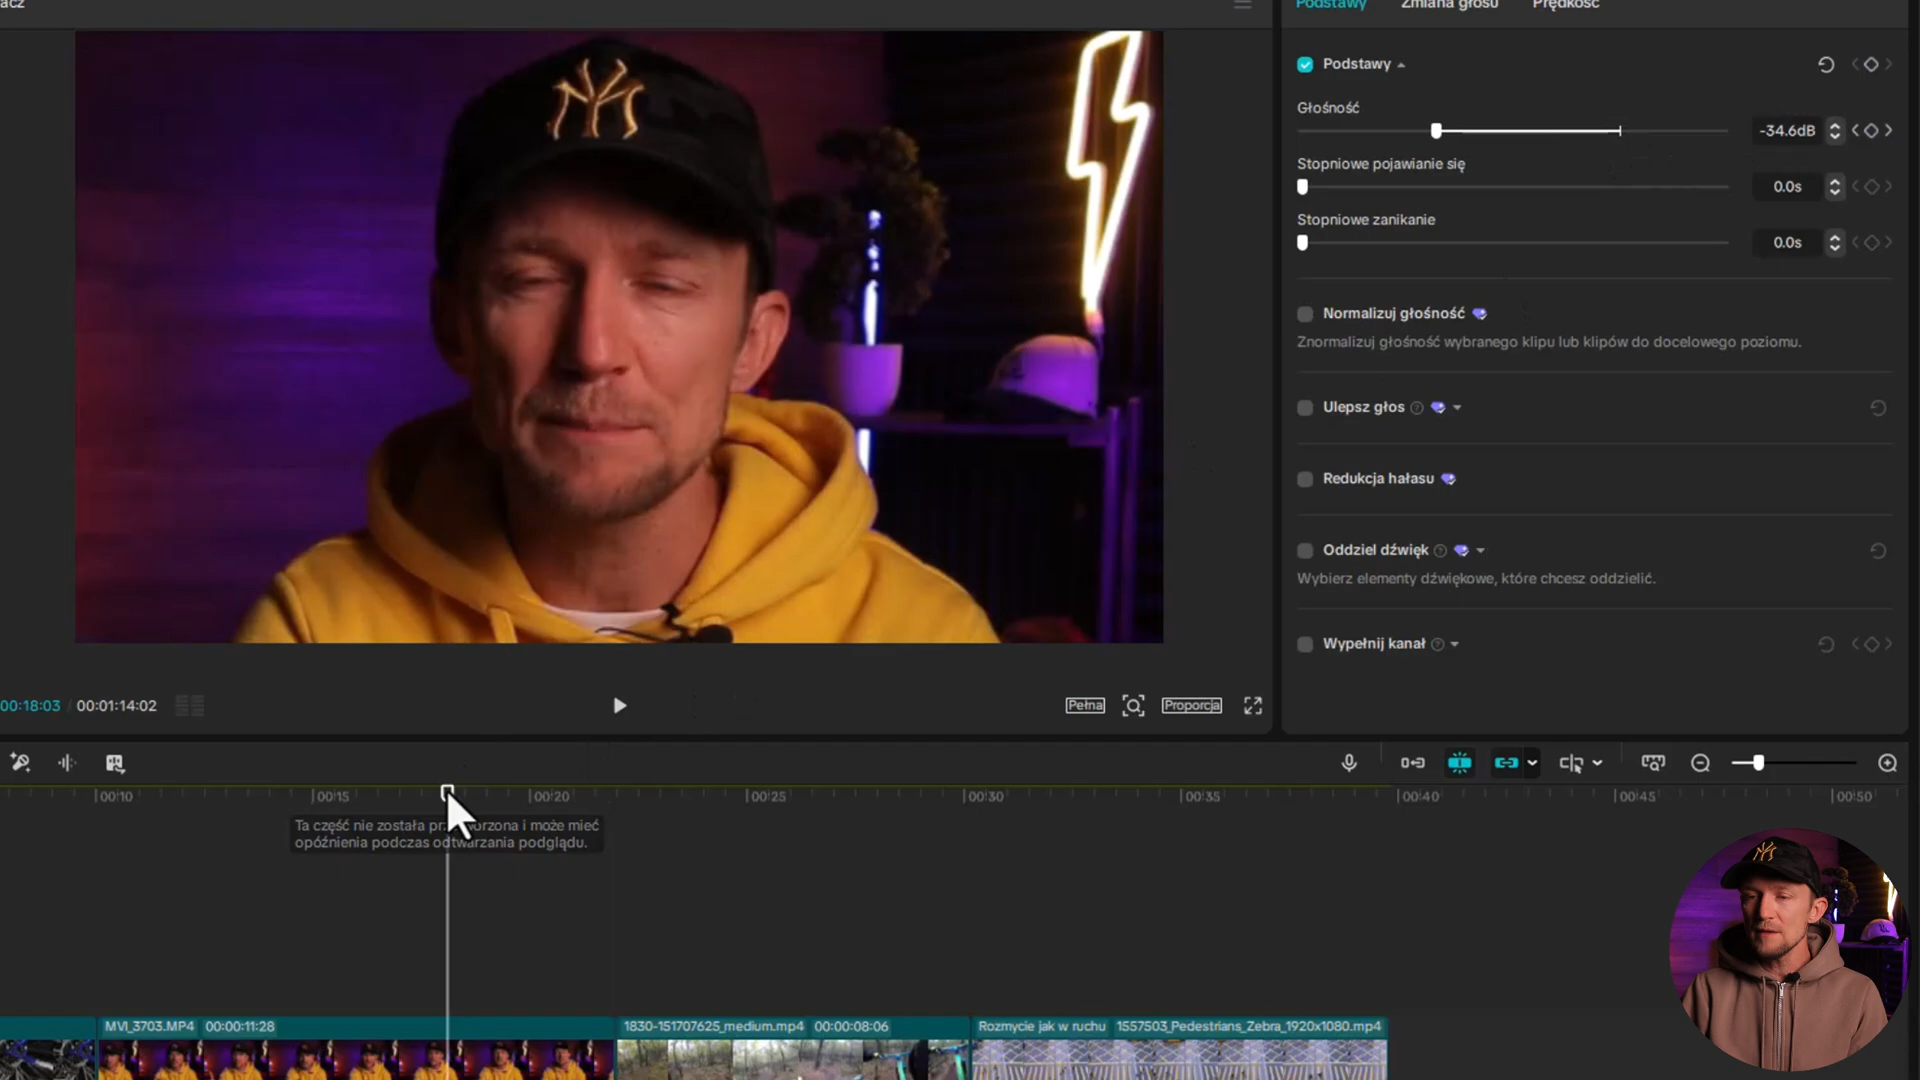 acz
Podstawy Zmiana głosu Prędkość
Podstawy
Głośność
-34.6dB
Stopniowe pojawianie się
0.0s
Stopniowe zanikanie
0.0s
Normalizuj głośność
Znormalizuj głośność wybranego klipu lub klipów do docelowego poziomu.
Ulepsz głos
Redukcja hałasu
Oddziel dźwięk
Wybierz elementy dźwiękowe, które chcesz oddzielić.
Wypełnij kanał
00:18:03 / 00:01:14:02
Pełna
Proporcja
00:10 00:15 00:20 00:25 00:30 00:35 00:40 00:45 00:50
Ta część nie została i może mieć
opóźnienia podczas odtwarzania podglądu.
MVI_3703.MP4 00:00:11:28
1830-151707625_medium.mp4 00:00:08:06
Rozmycie jak w ruchu 1557503_Pedestrians_Zebra_1920x1080.mp4
NY
NY